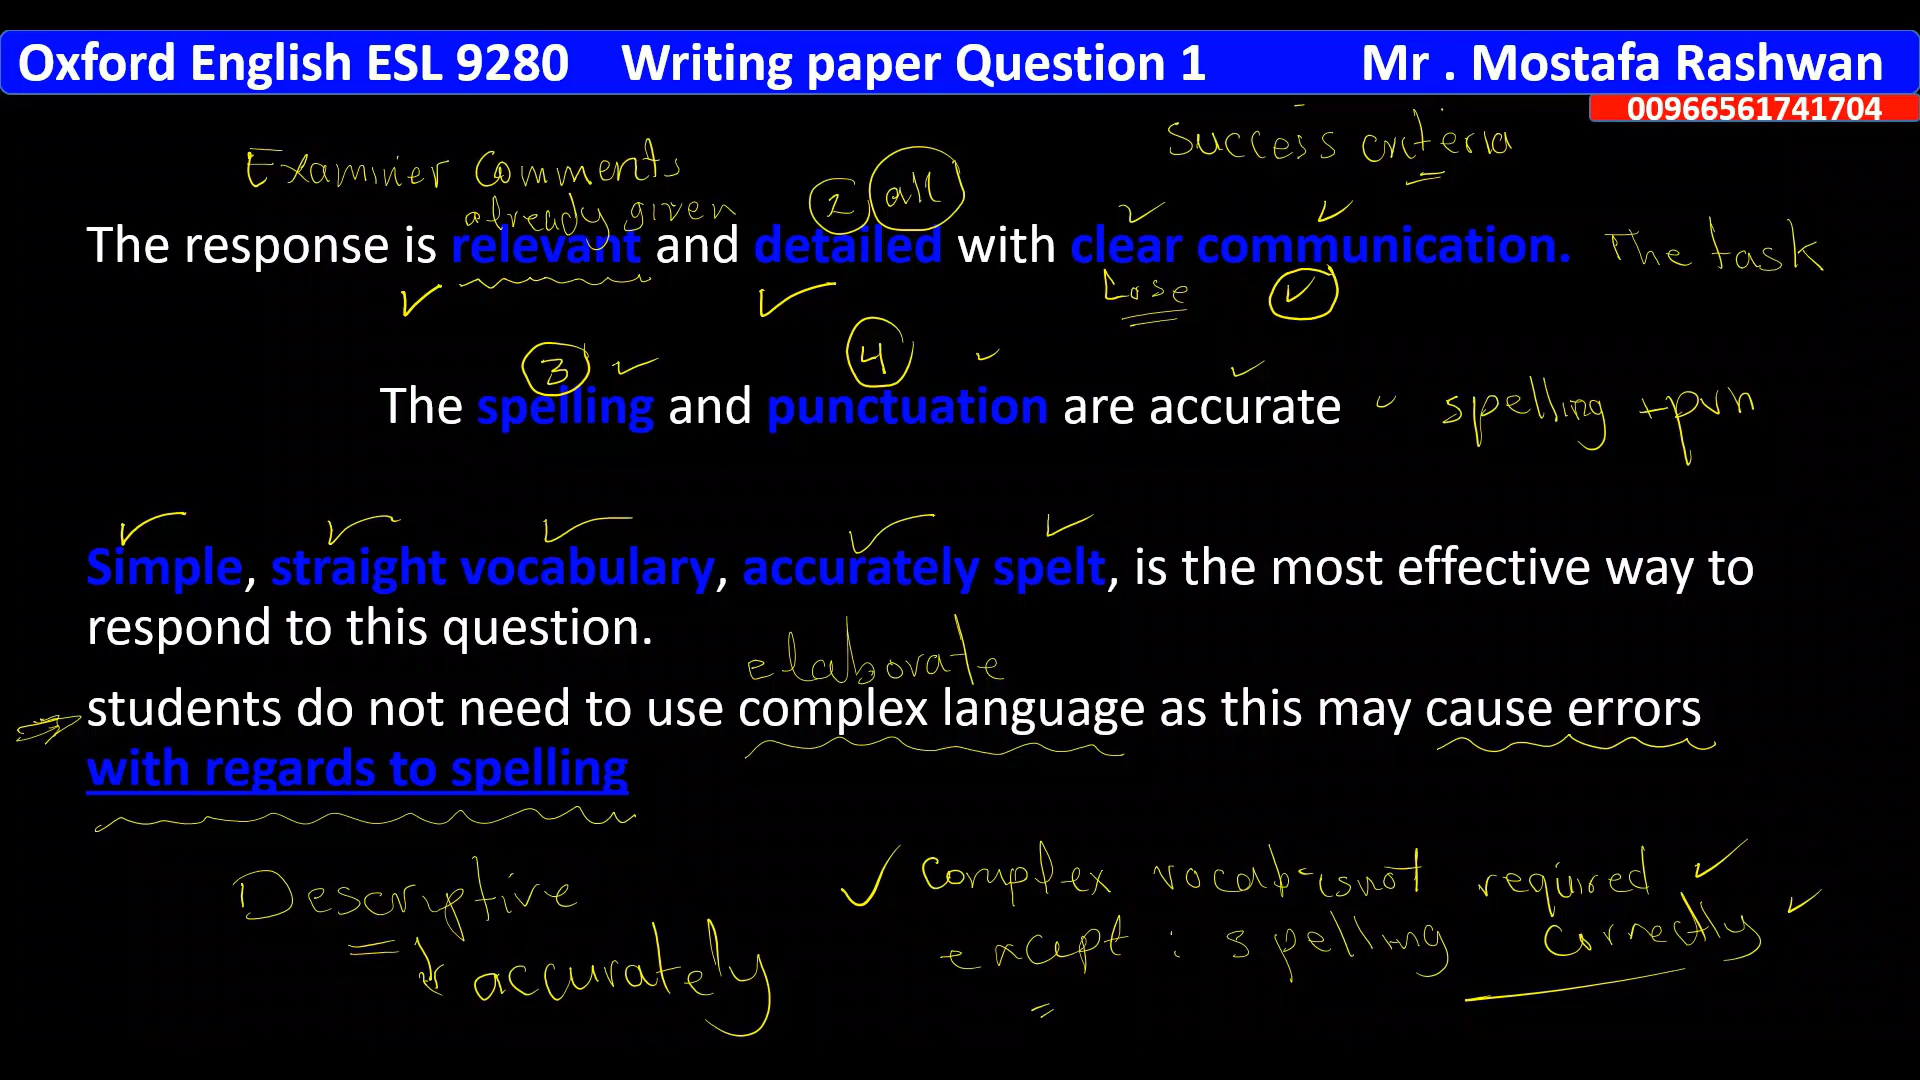 Oxford English ESL 9280 Writing paper Question 1 Mr . Mostafa Rashwan
00966561741704
Success criteria
Examinier Comments
already given 2 all
The response is relevant and detailed with clear communication. The task
Lose
3 4
The spelling and punctuation are accurate spelling + pun
Simple, straight vocabulary, accurately spelt, is the most effective way to
respond to this question.
elaborate
students do not need to use complex language as this may cause errors
with regards to spelling
Descriptive
accurately
Complex vocab is not required
except : spelling correctly